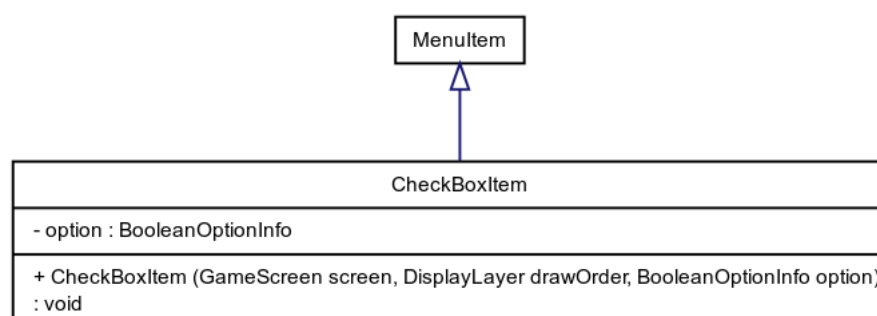 MenuItem
CheckBoxItem
- option : BooleanOptionInfo
+ CheckBoxItem (GameScreen screen, DisplayLayer drawOrder, BooleanOptionInfo option)
: void